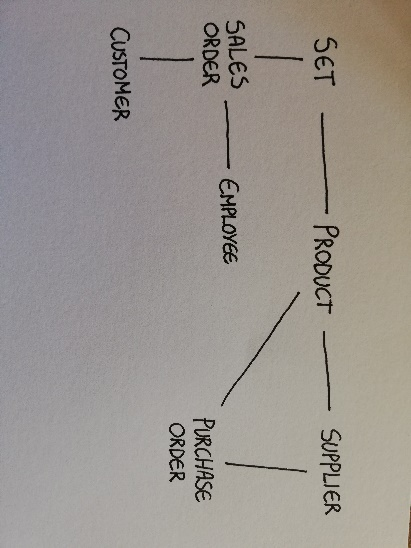 SET
PRODUCT
SUPPLIER
SALES
ORDER
EMPLOYEE
PURCHASE
ORDER
CUSTOMER